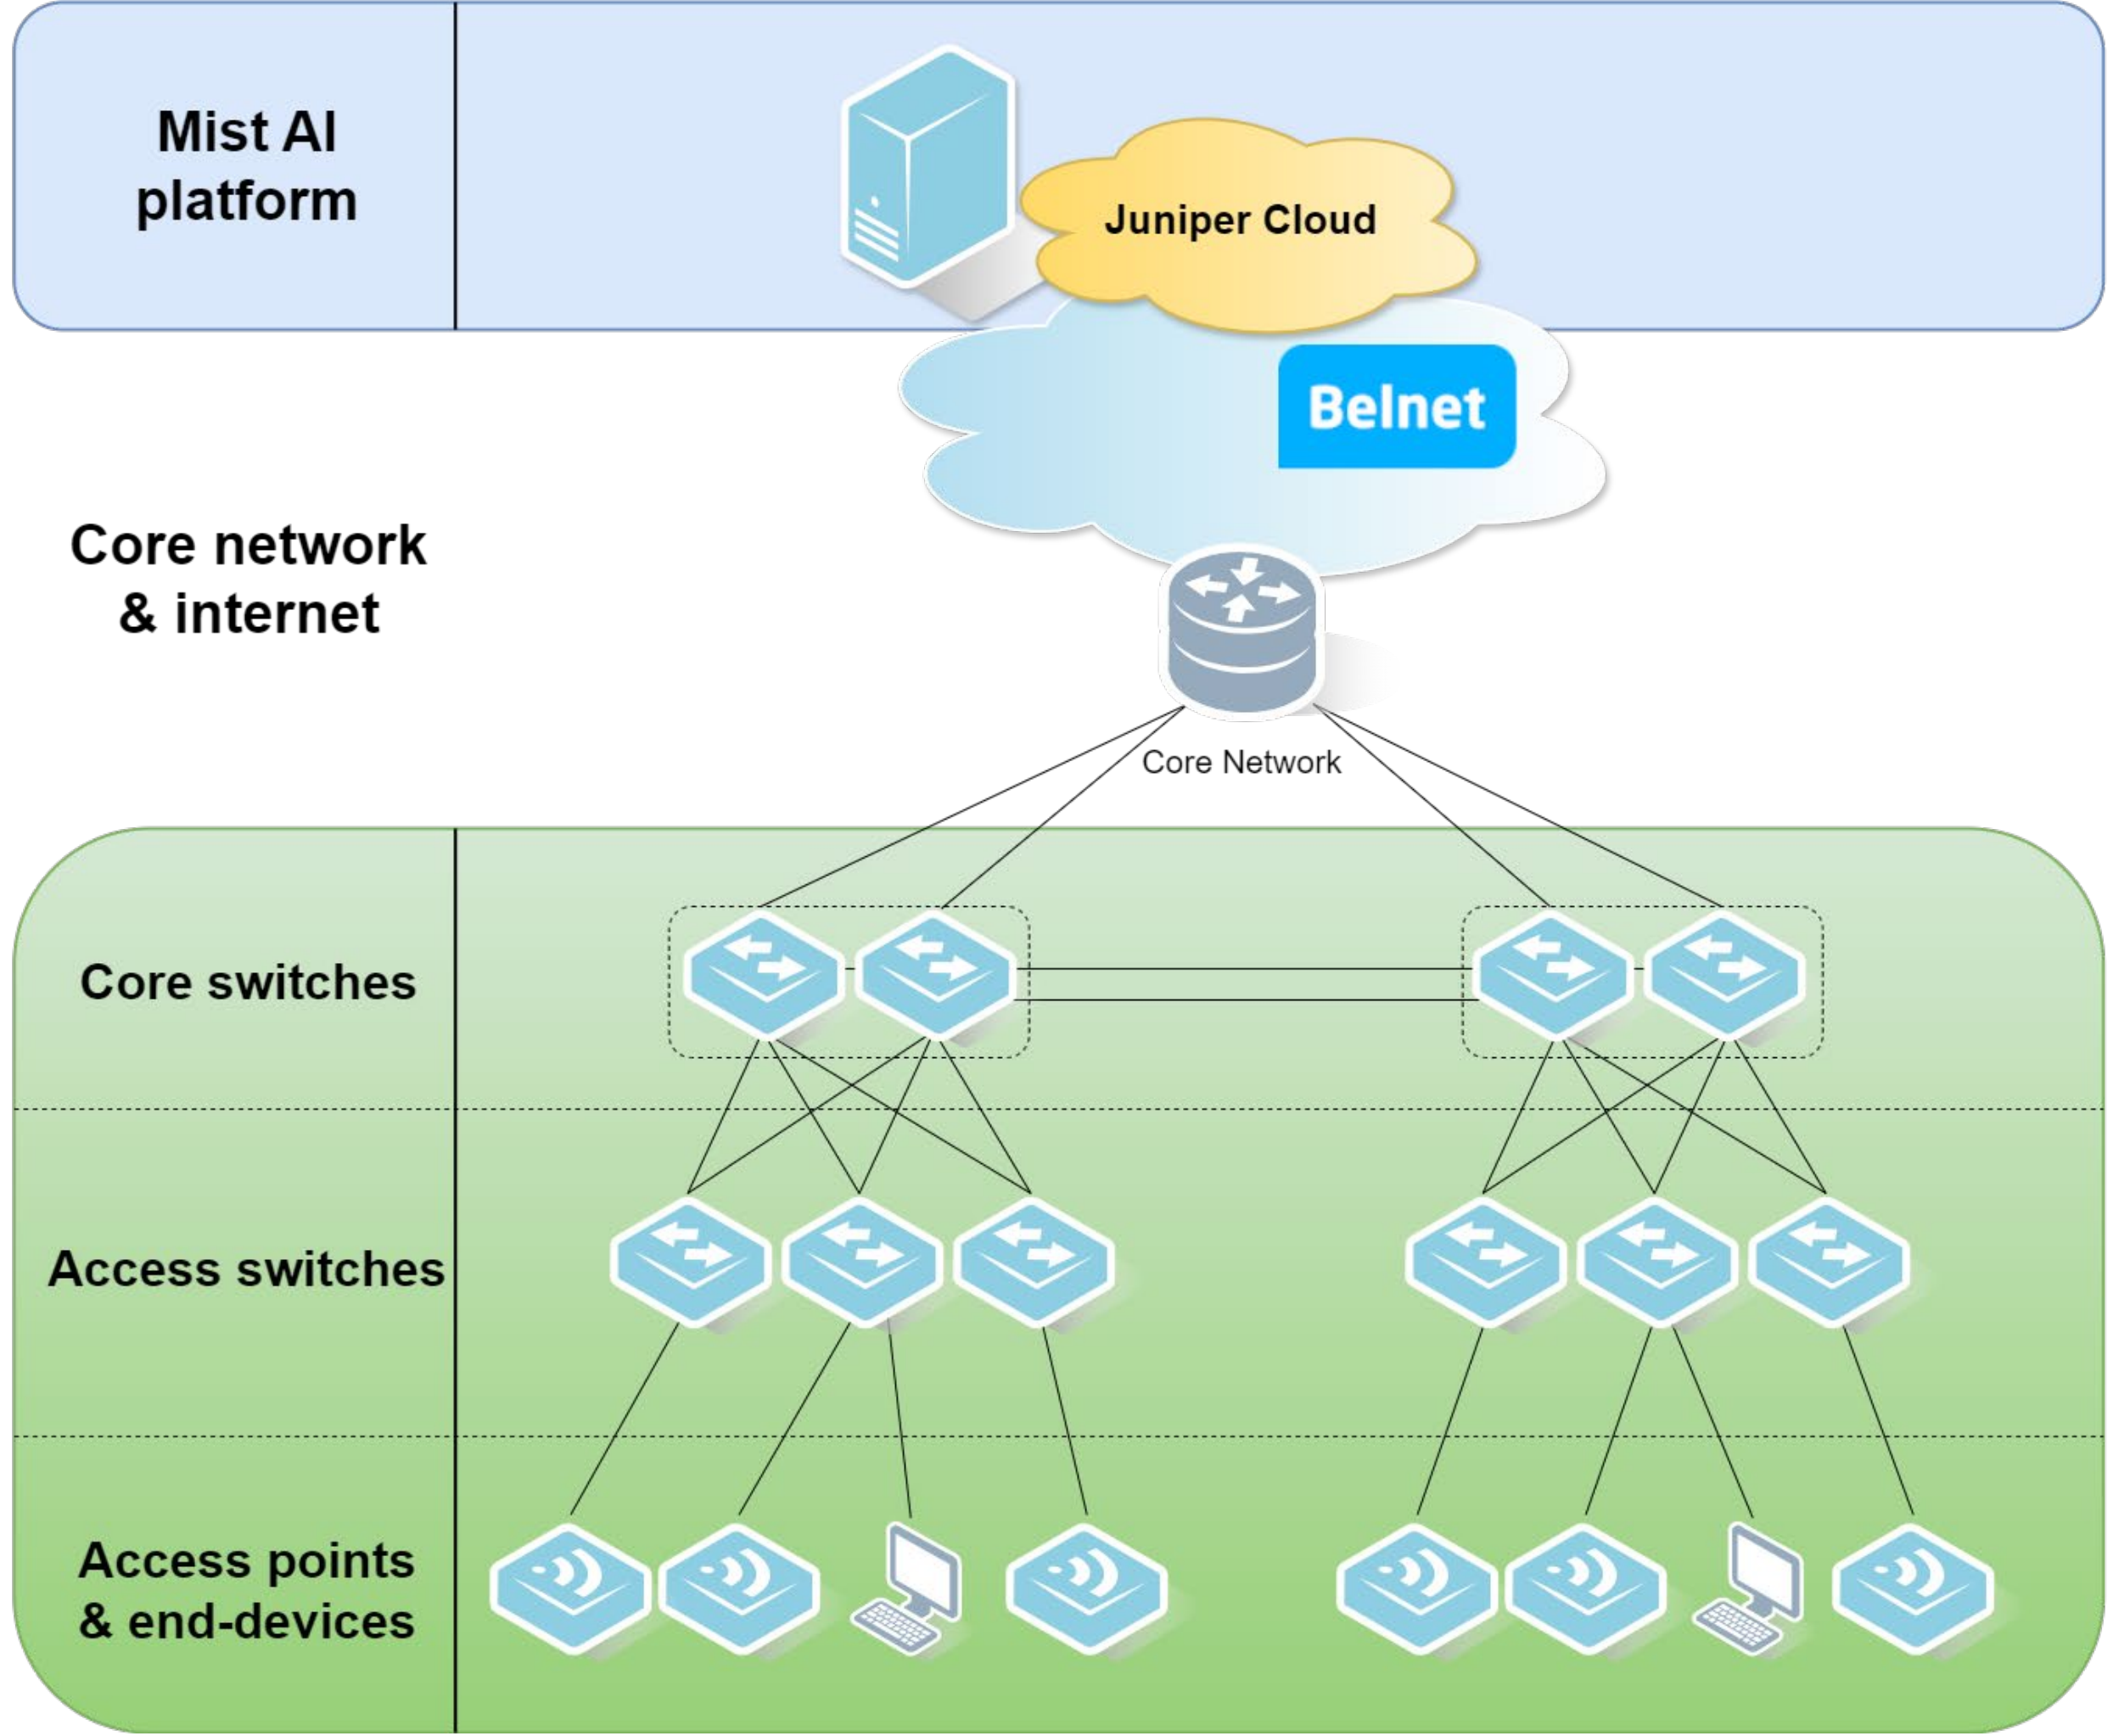 Mist AI
platform
Juniper Cloud
Belnet
Core network
& internet
Core Network
Core switches
Access switches
Access points
& end-devices